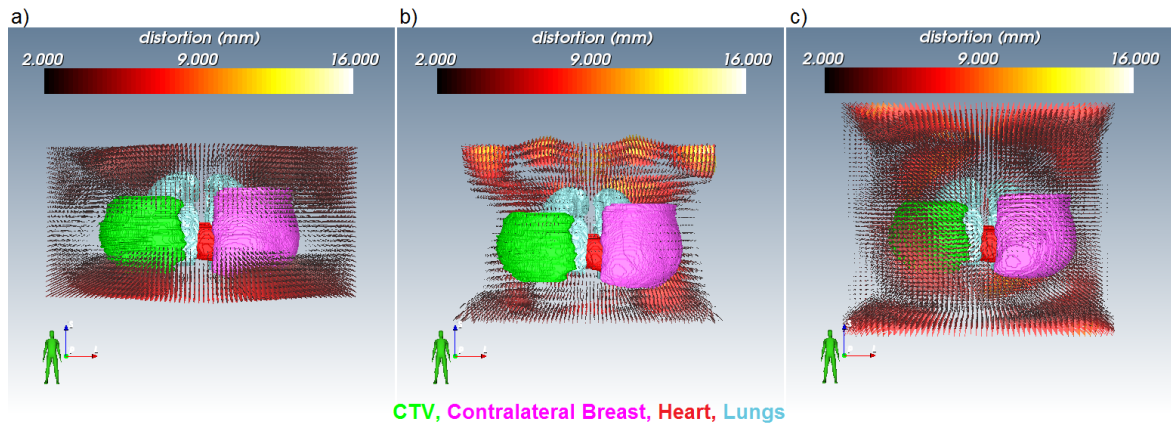 a)
distortion (mm)
2.000 9.000 16.000
b)
distortion (mm)
2.000 9.000 16.000
c)
distortion (mm)
2.000 9.000 16.000
CTV, Contralateral Breast, Heart, Lungs